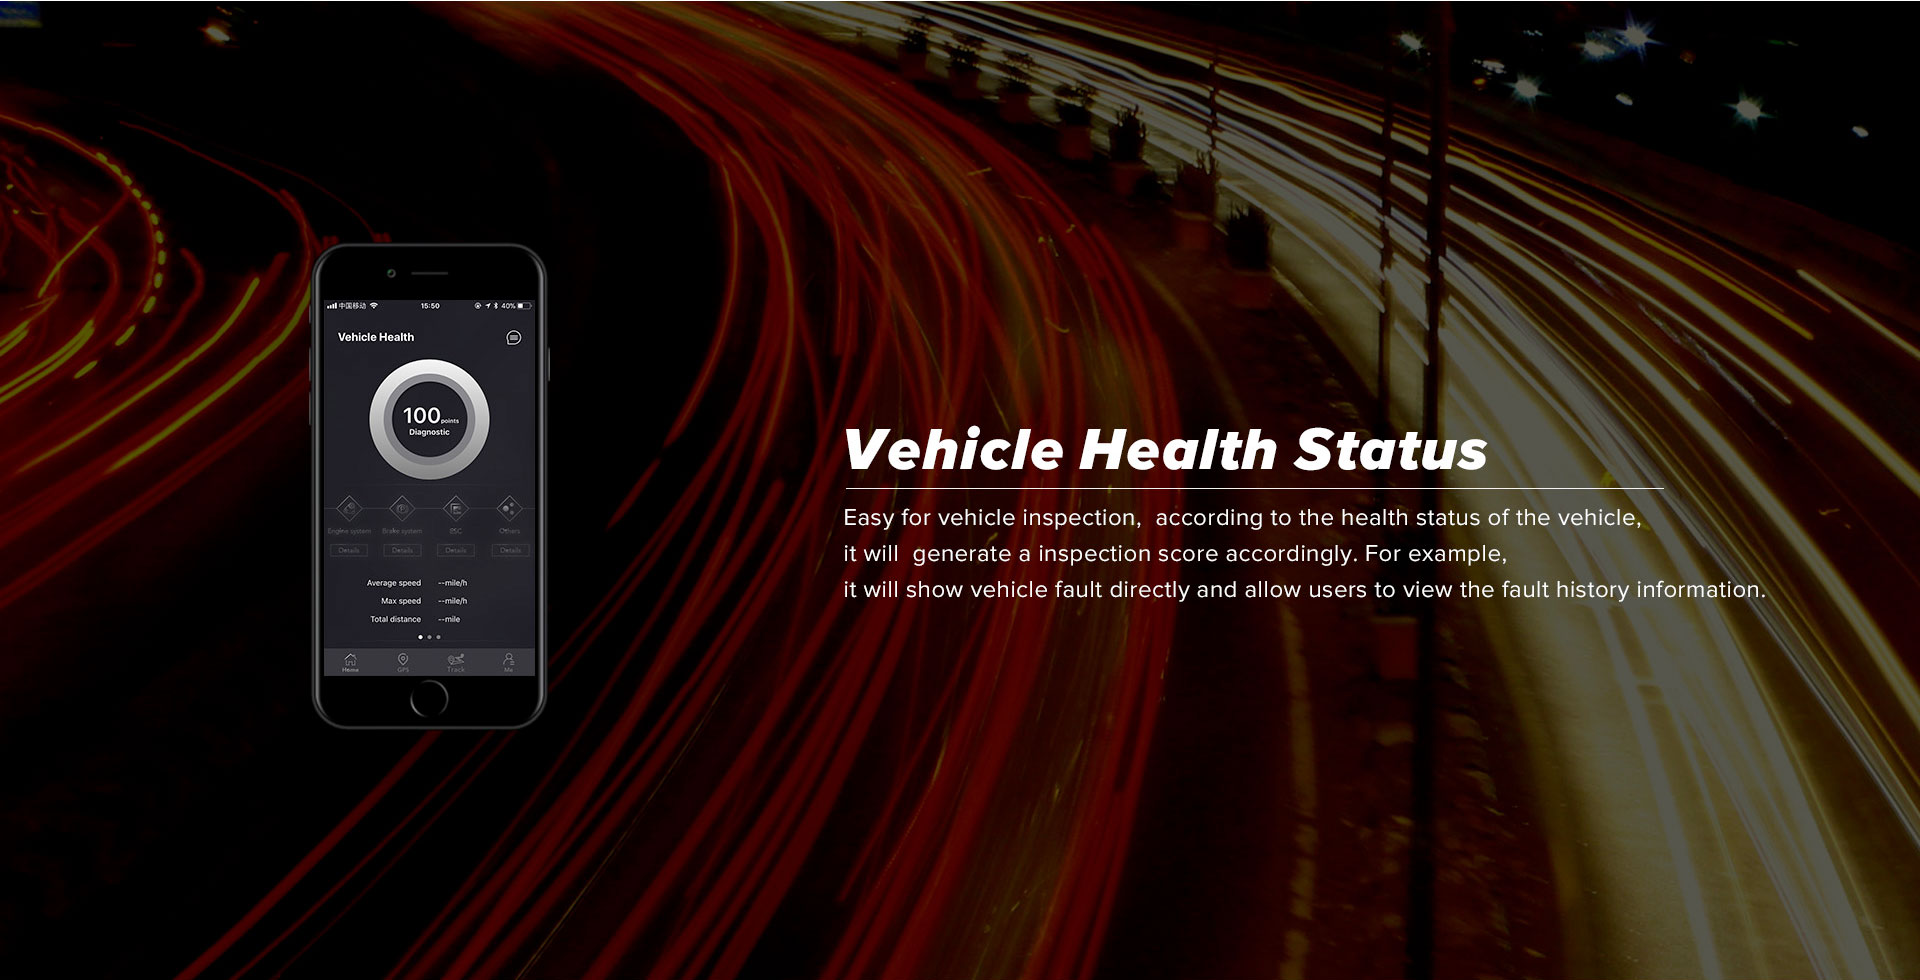 中国移动 15:50 40%
Vehicle Health
100 points
Diagnostic
Engine system Brake system BSC Others
Details Details Details Details
Average speed --mile/h
Max speed --mile/h
Total distance --mile
Home GPS Track Me
Vehicle Health Status
Easy for vehicle inspection, according to the health status of the vehicle,
it will generate a inspection score accordingly. For example,
it will show vehicle fault directly and allow users to view the fault history information.